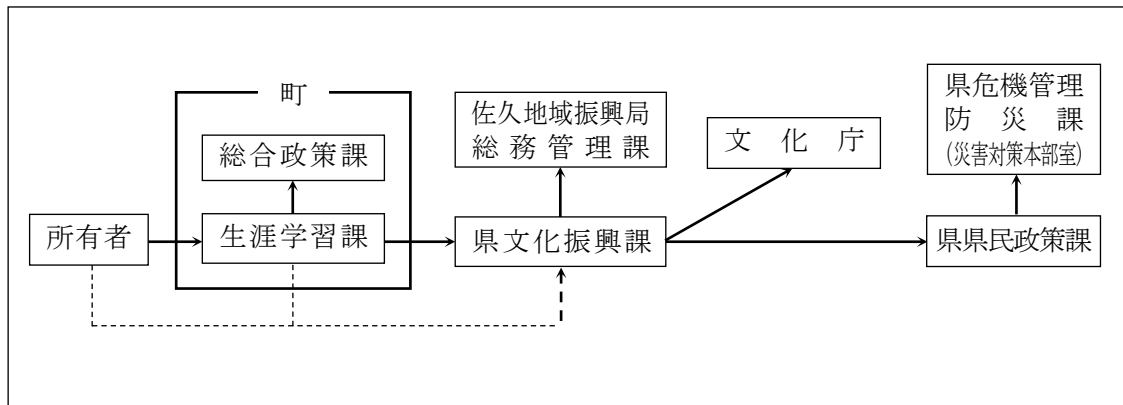 町
総合政策課
所有者
生涯学習課
佐久地域振興局
総務管理課
県文化振興課
文化庁
県危機管理
防災課
(災害対策本部室)
県県民政策課